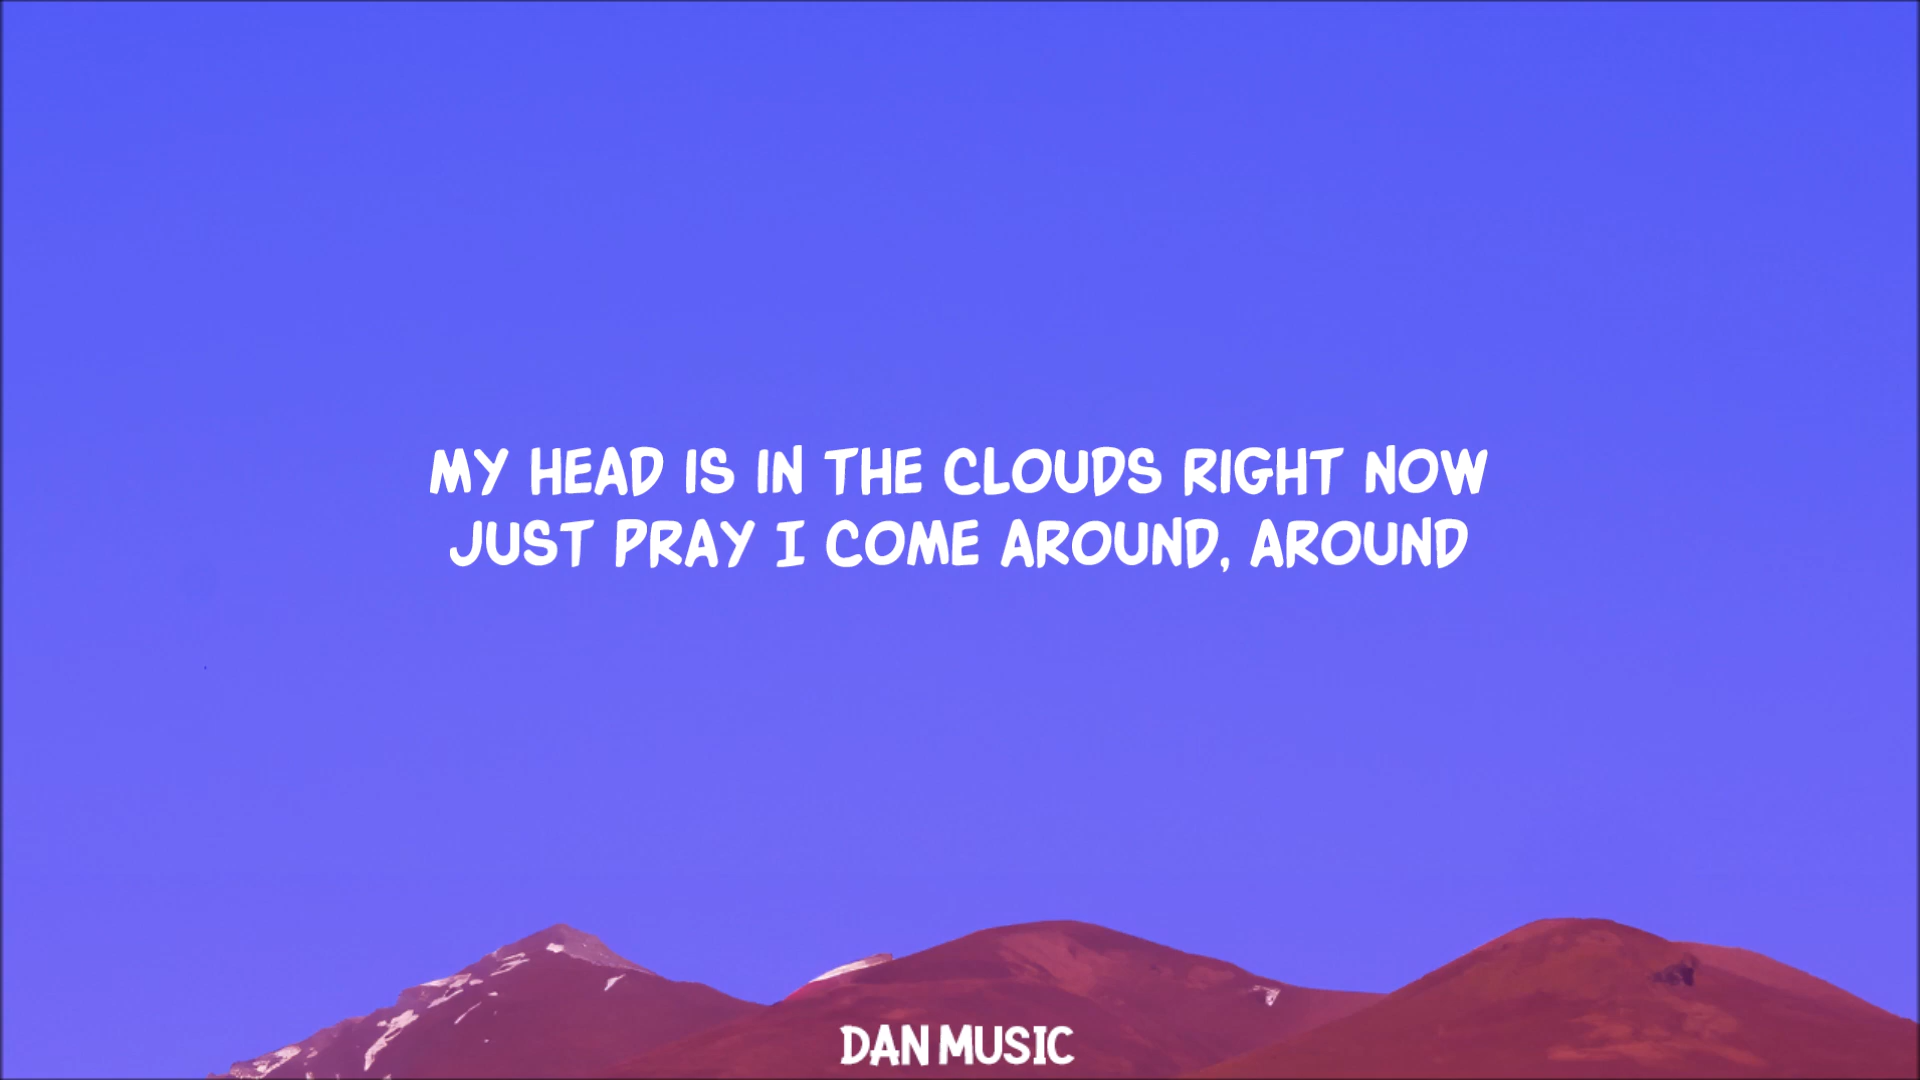 MY HEAD IS IN THE CLOUDS RIGHT NOW
JUST PRAY I COME AROUND, AROUND
DAN MUSIC